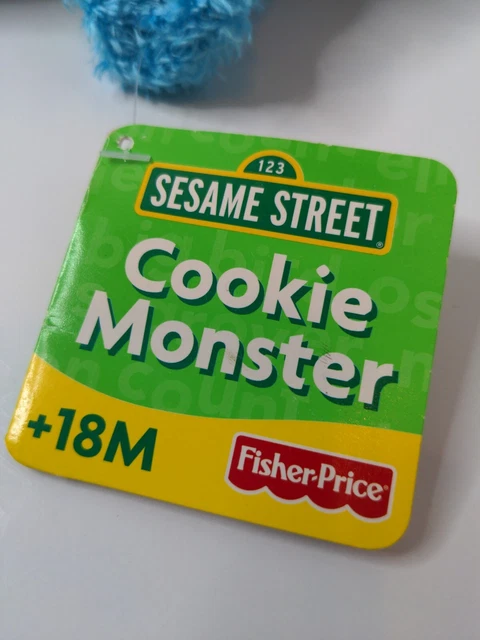 123
SESAME STREET®
Cookie
Monster
+18M
Fisher-Price®